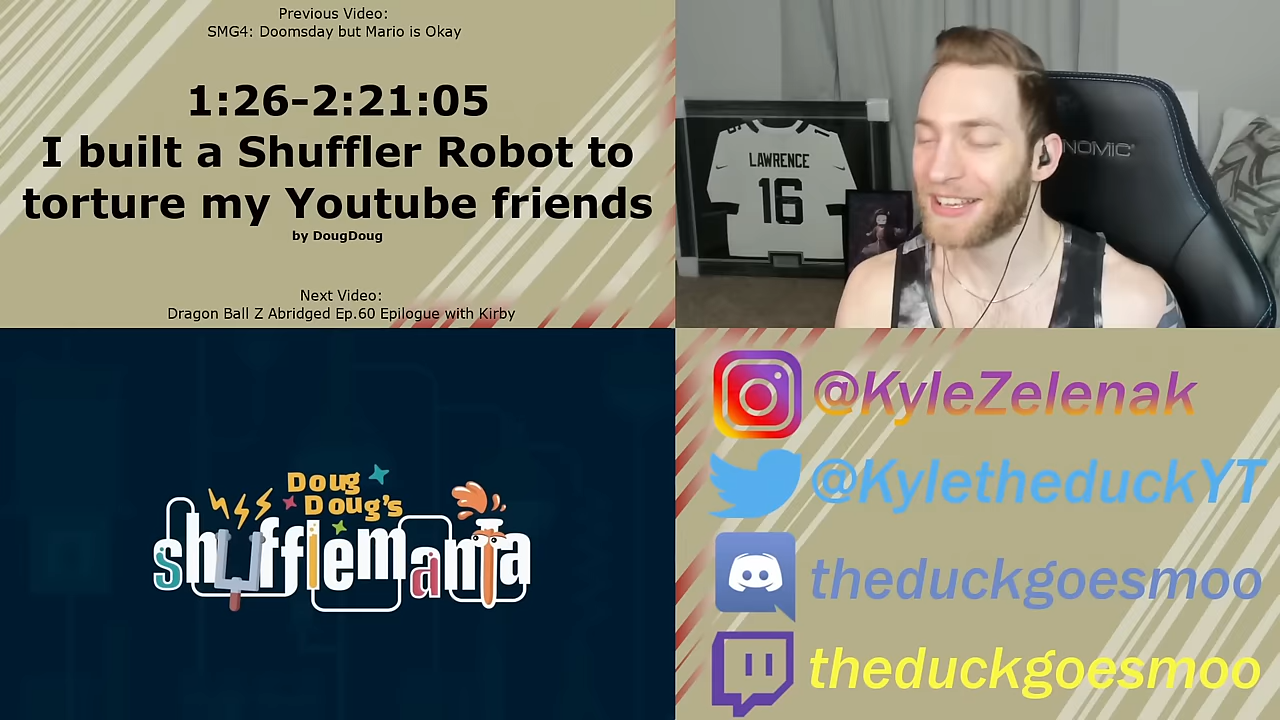 Previous Video:
SMG4: Doomsday but Mario is Okay
1:26-2:21:05
I built a Shuffler Robot to
torture my Youtube friends
by DougDoug
Next Video:
Dragon Ball Z Abridged Ep.60 Epilogue with Kirby
LAWRENCE
16
NOMIC
Doug
Doug's
shufflemania
@KyleZelenak
@KyletheduckYT
theduckgoesmoo
theduckgoesmoo